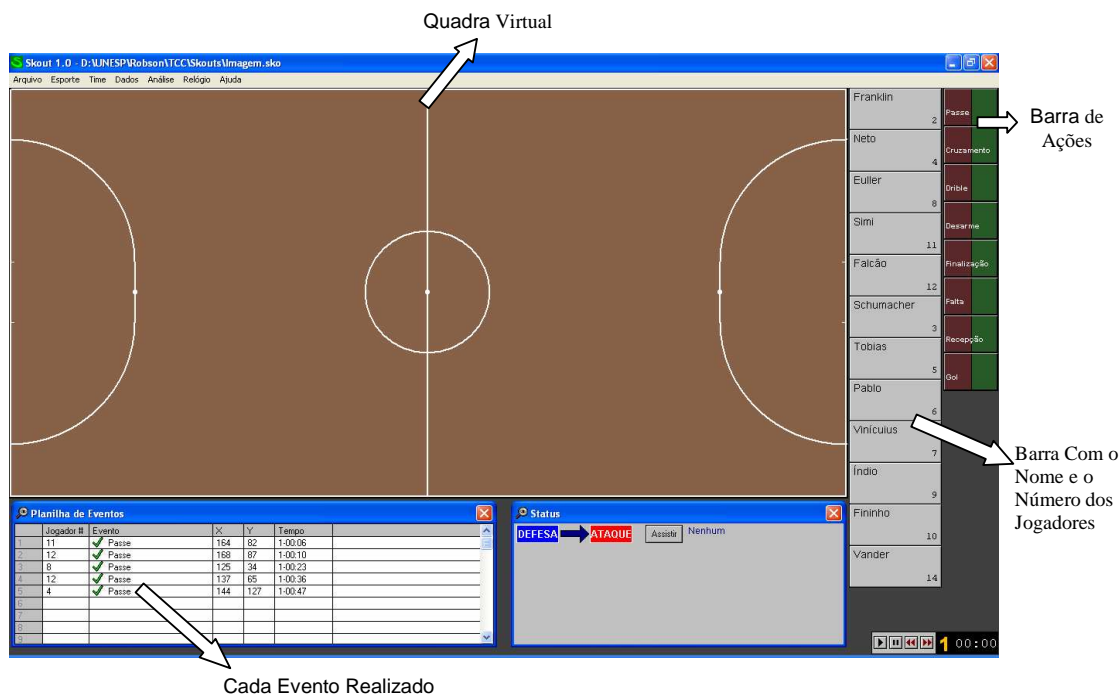 Quadra Virtual
Skout 1.0 - D:\UNESP\Robson\TCC\Skouts\Imagem.sko
Arquivo Esporte Time Dados Análise Relógio Ajuda
Franklin
2
Neto
4
Euller
8
Simi
11
Falcão
12
Schumacher
3
Tobias
5
Pablo
6
Vinícuius
7
Índio
9
Fininho
10
Vander
14
Passe
Cruzamento
Drible
Desarme
Finalização
Falta
Recepção
Gol
Barra de
Ações
Barra Com o
Nome e o
Número dos
Jogadores
Planilha de Eventos
Jogador # Evento X Y Tempo
1 11 Passe 164 82 1-00:06
2 12 Passe 168 87 1-00:10
3 8 Passe 125 34 1-00:23
4 12 Passe 137 65 1-00:36
5 4 Passe 144 127 1-00:47
6
7
8
9
Status
DEFESA ATAQUE Assistir Nenhum
1 00:00
Cada Evento Realizado